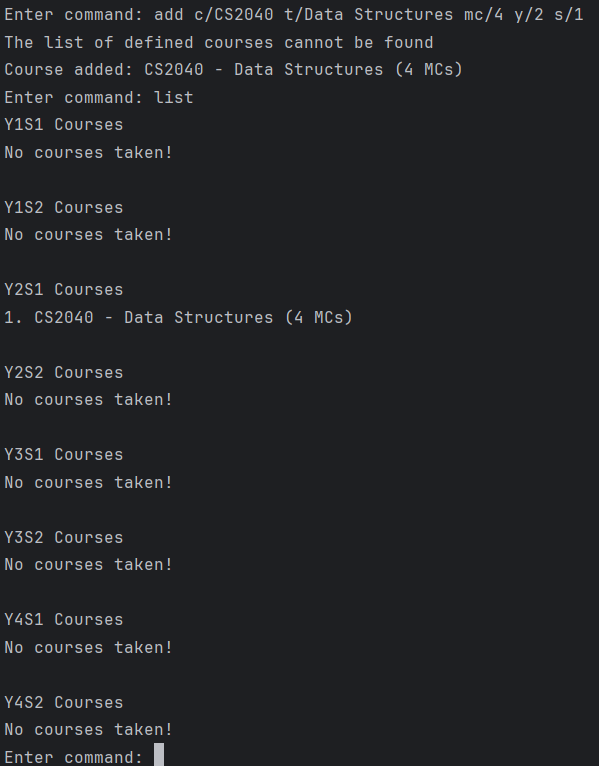 Enter command: add c/CS2040 t/Data Structures mc/4 y/2 s/1
The list of defined courses cannot be found
Course added: CS2040 - Data Structures (4 MCs)
Enter command: list
Y1S1 Courses
No courses taken!
Y1S2 Courses
No courses taken!
Y2S1 Courses
1. CS2040 - Data Structures (4 MCs)
Y2S2 Courses
No courses taken!
Y3S1 Courses
No courses taken!
Y3S2 Courses
No courses taken!
Y4S1 Courses
No courses taken!
Y4S2 Courses
No courses taken!
Enter command: